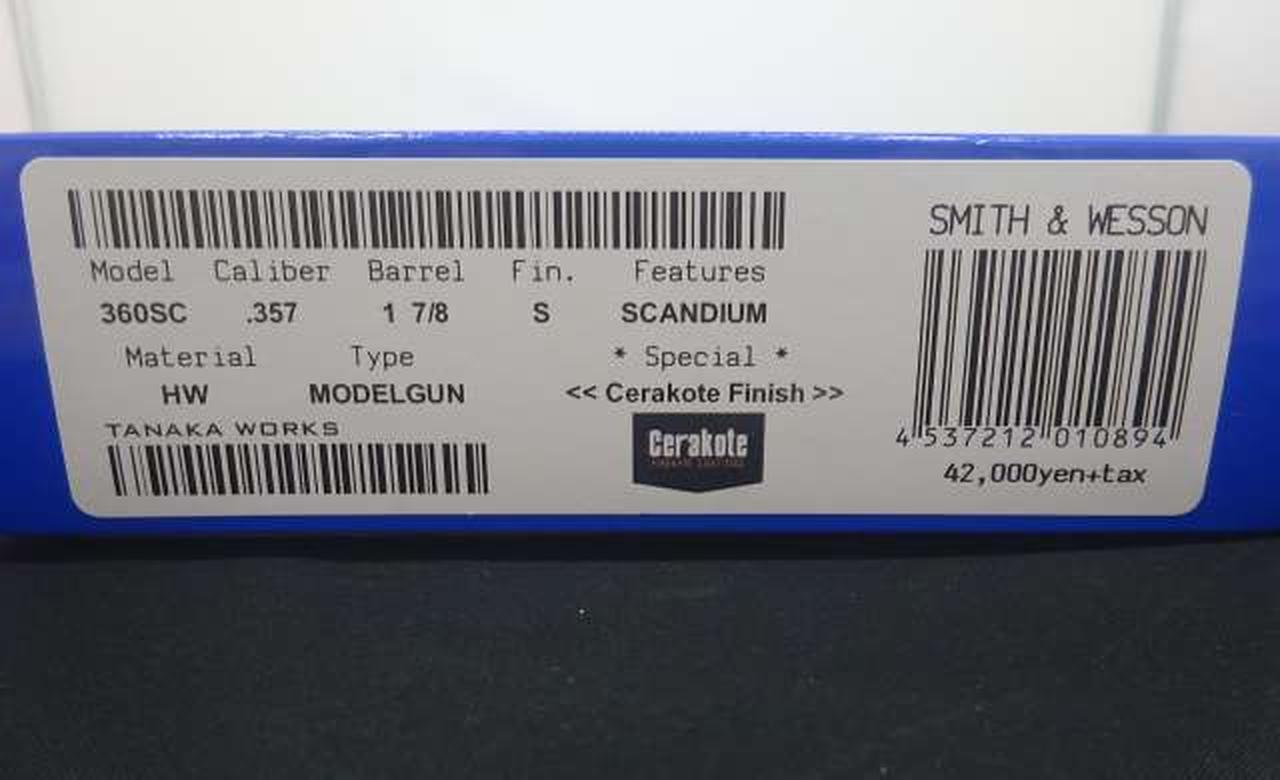 SMITH & WESSON
Model Caliber Barrel Fin. Features
360SC .357 1 7/8 S SCANDIUM
Material Type * Special *
HW MODELGUN << Cerakote Finish >>
TANAKA WORKS
Cerakote
4 537212 010894
42,000yen+tax